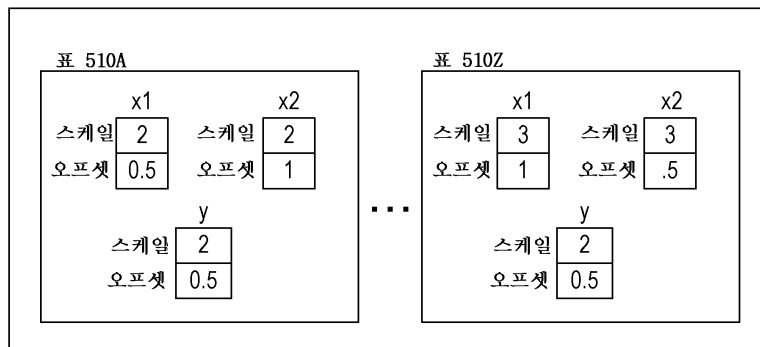 표 510A
x1 x2
스케일 2 스케일 2
오프셋 0.5 오프셋 1
y
스케일 2
오프셋 0.5
...
표 510Z
x1 x2
스케일 3 스케일 3
오프셋 1 오프셋 .5
y
스케일 2
오프셋 0.5